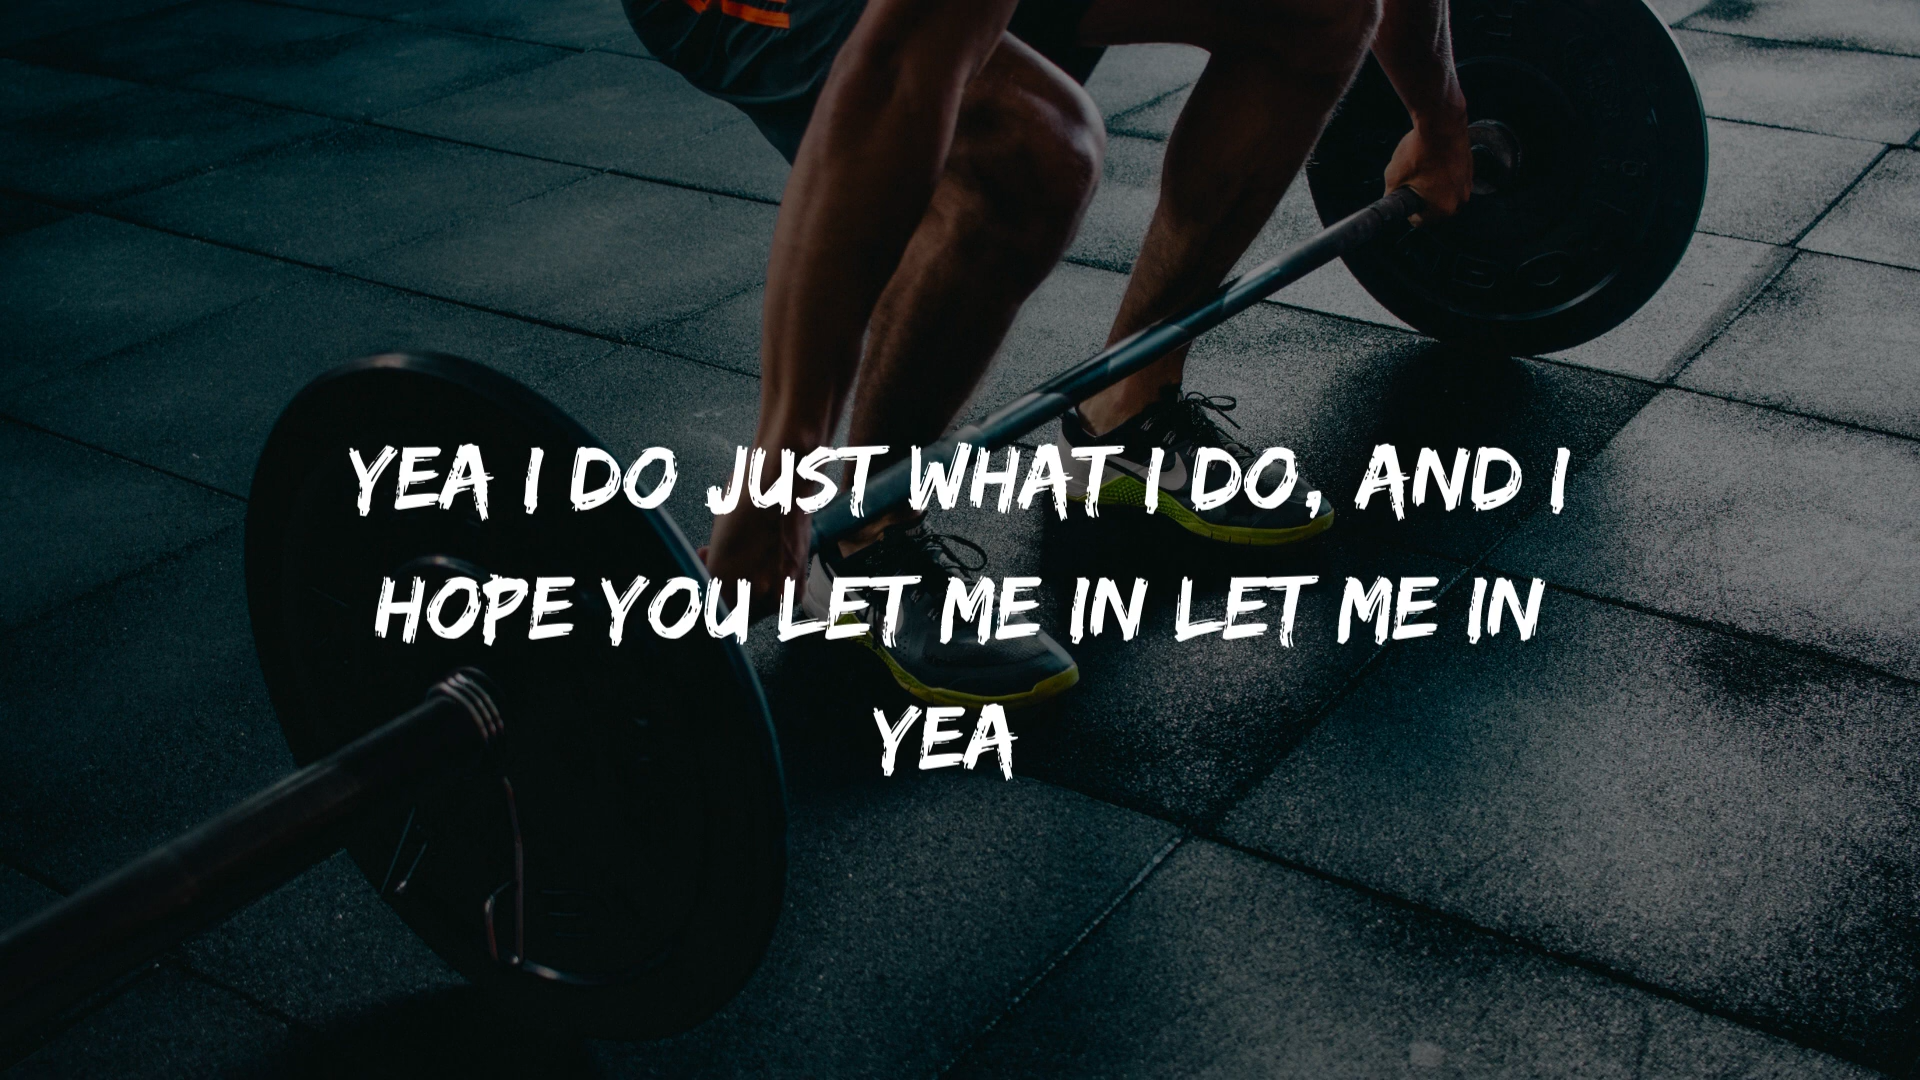 YEA I DO JUST WHAT I DO, AND I
HOPE YOU LET ME IN LET ME IN
YEA